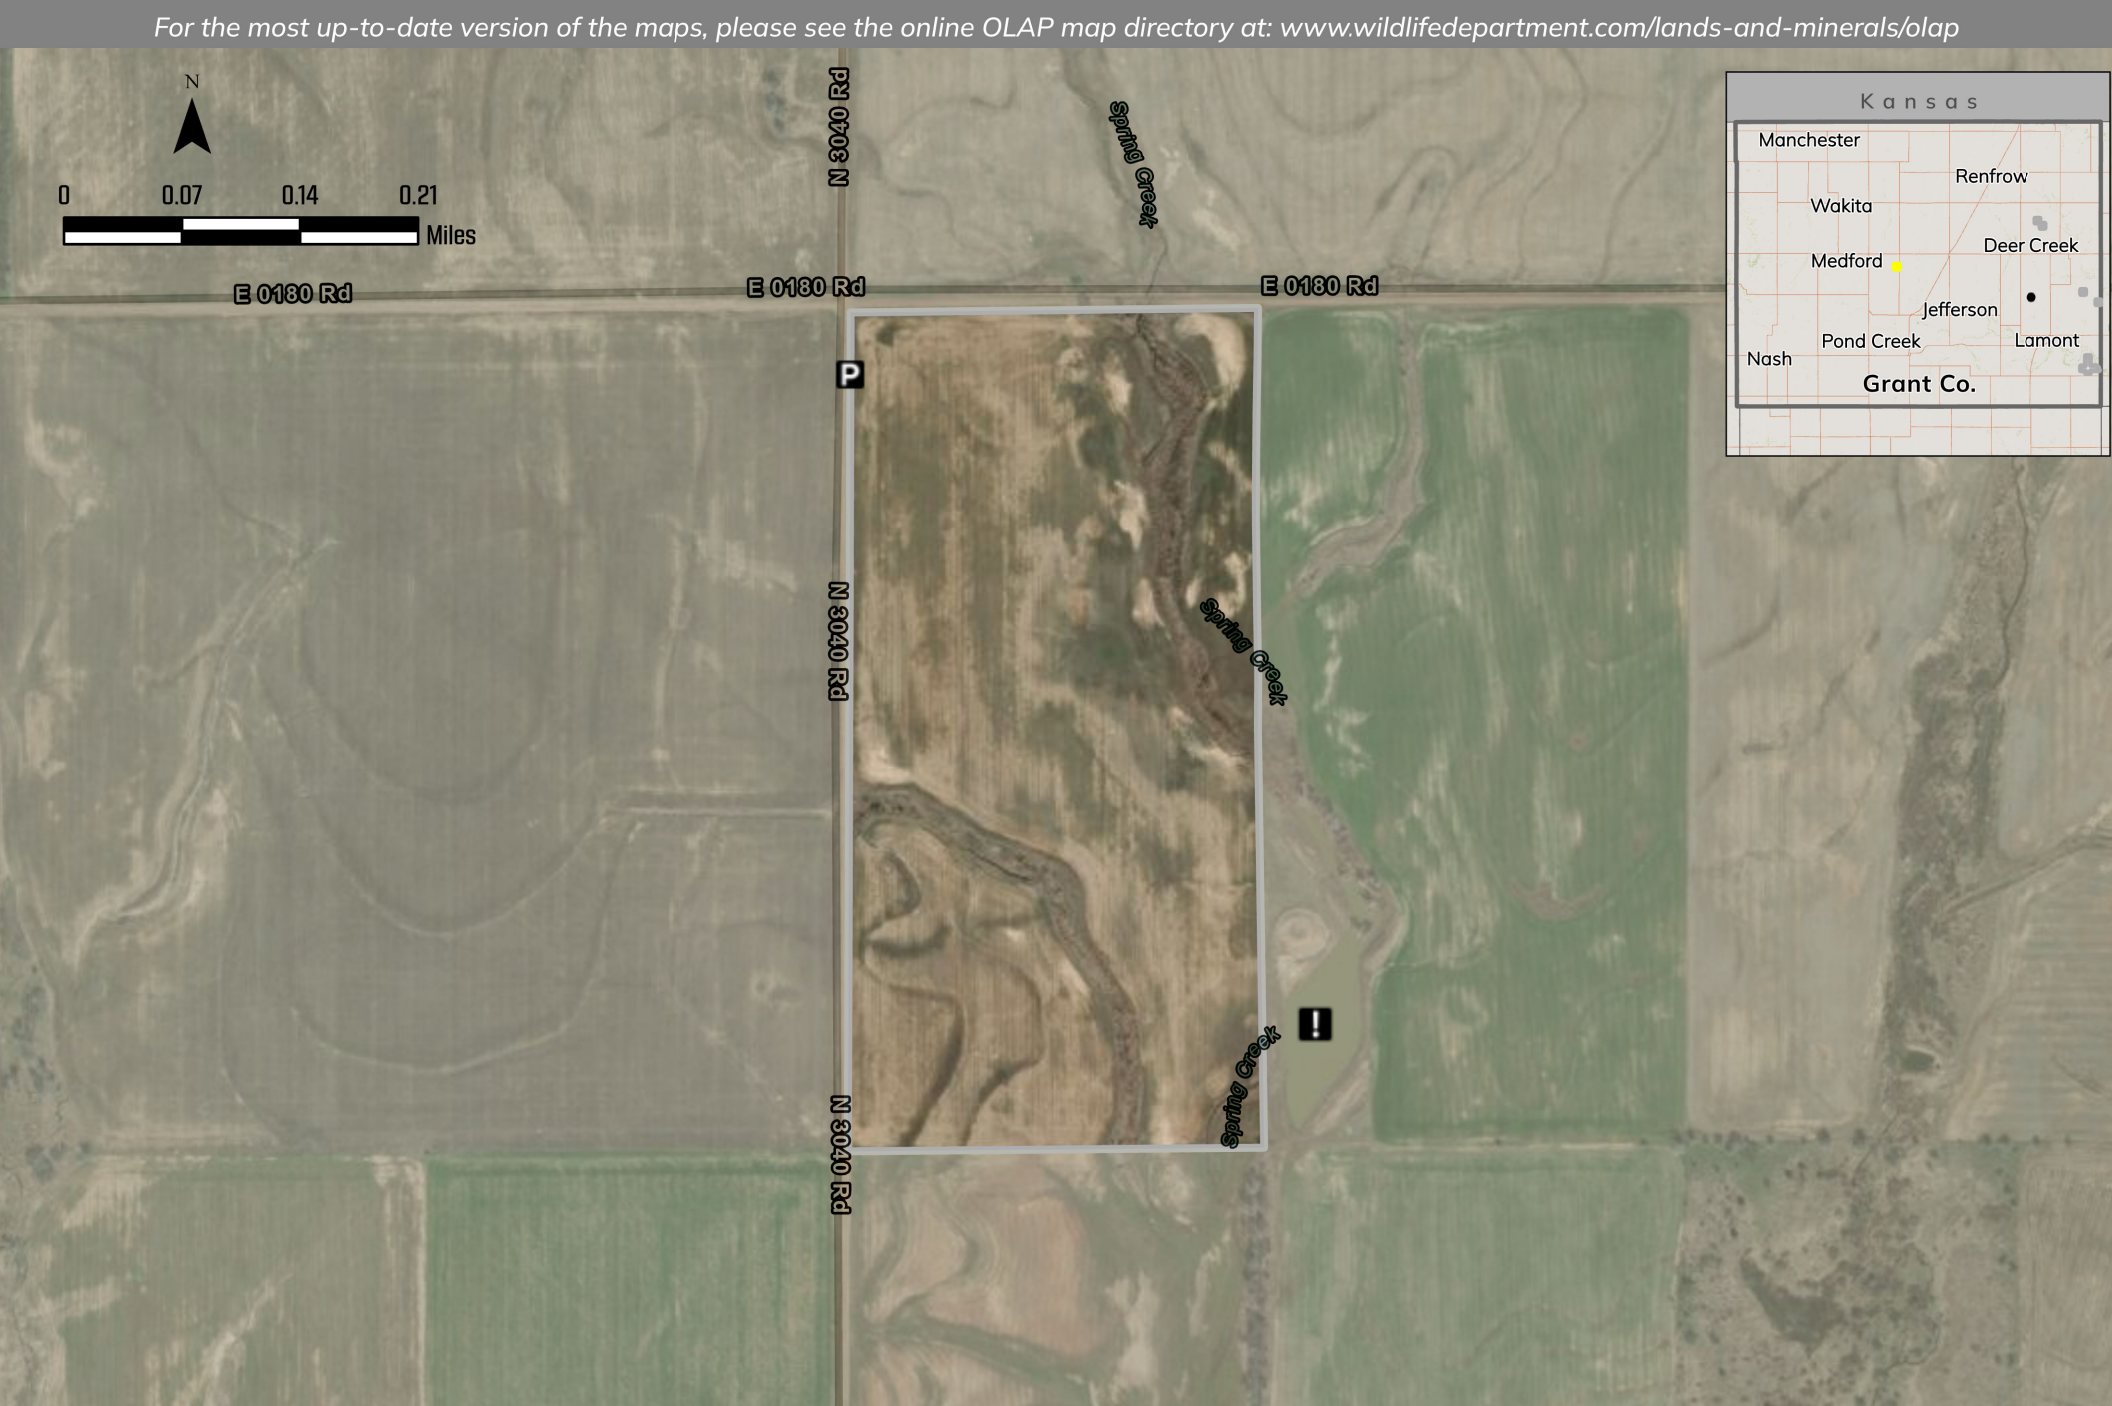 For the most up-to-date version of the maps, please see the online OLAP map directory at: www.wildlifedepartment.com/lands-and-minerals/olap
N
0 0.07 0.14 0.21
Miles
N 3040 Rd
Spring Creek
E 0180 Rd
E 0180 Rd
E 0180 Rd
P
N 3040 Rd
Spring Creek
!
Spring Creek
N 3040 Rd
Kansas
Manchester
Renfrow
Wakita
Deer Creek
Medford
Jefferson
Pond Creek
Lamont
Nash
Grant Co.